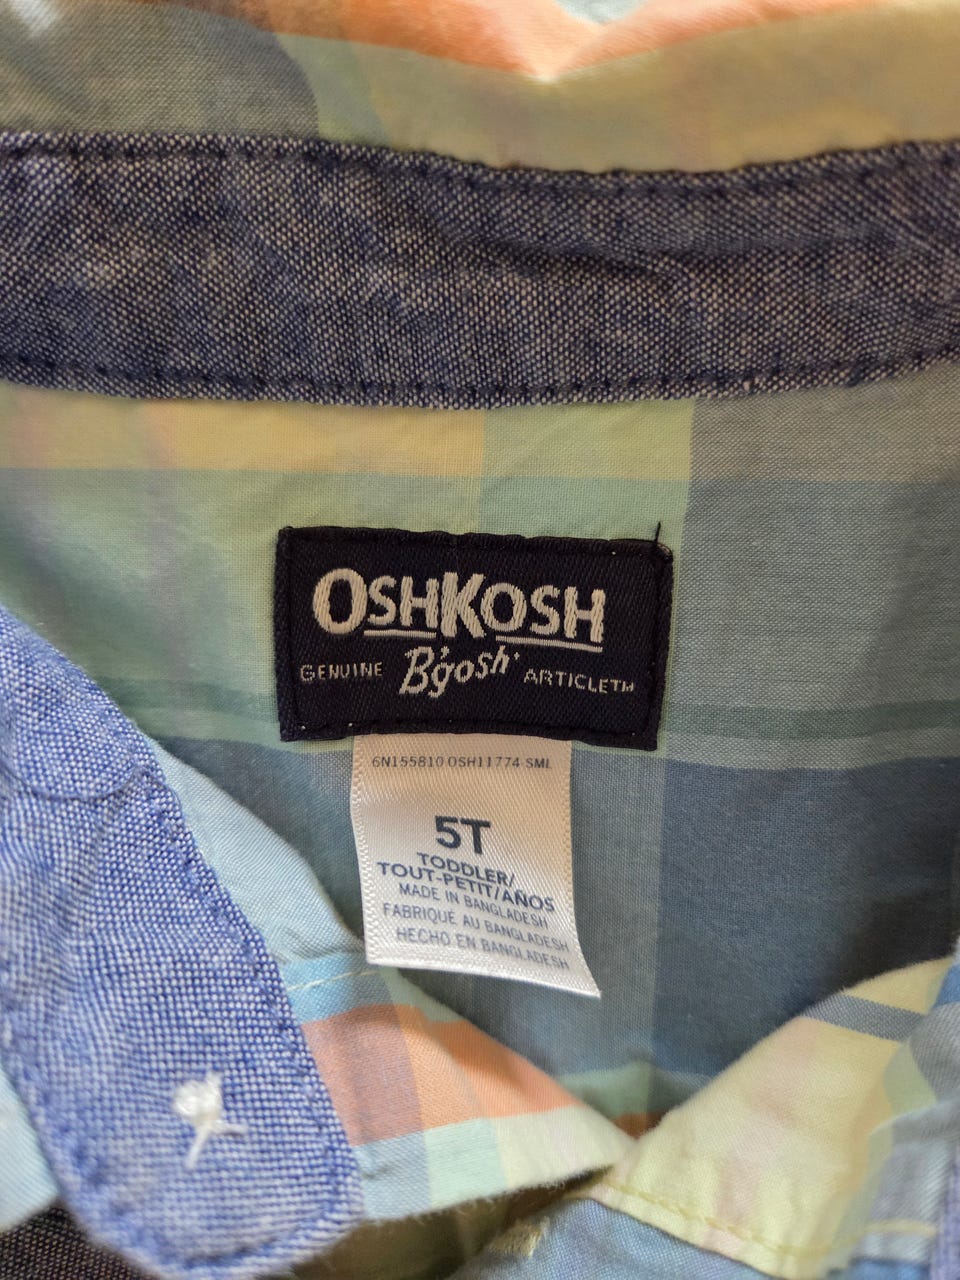 OSHKOSH
GENUINE B'gosh ARTICLE™
6N155810 OSH11774 SML
5T
TODDLER/
TOUT-PETIT/AÑOS
MADE IN BANGLADESH
FABRIQUÉ AU BANGLADESH
HECHO EN BANGLADESH